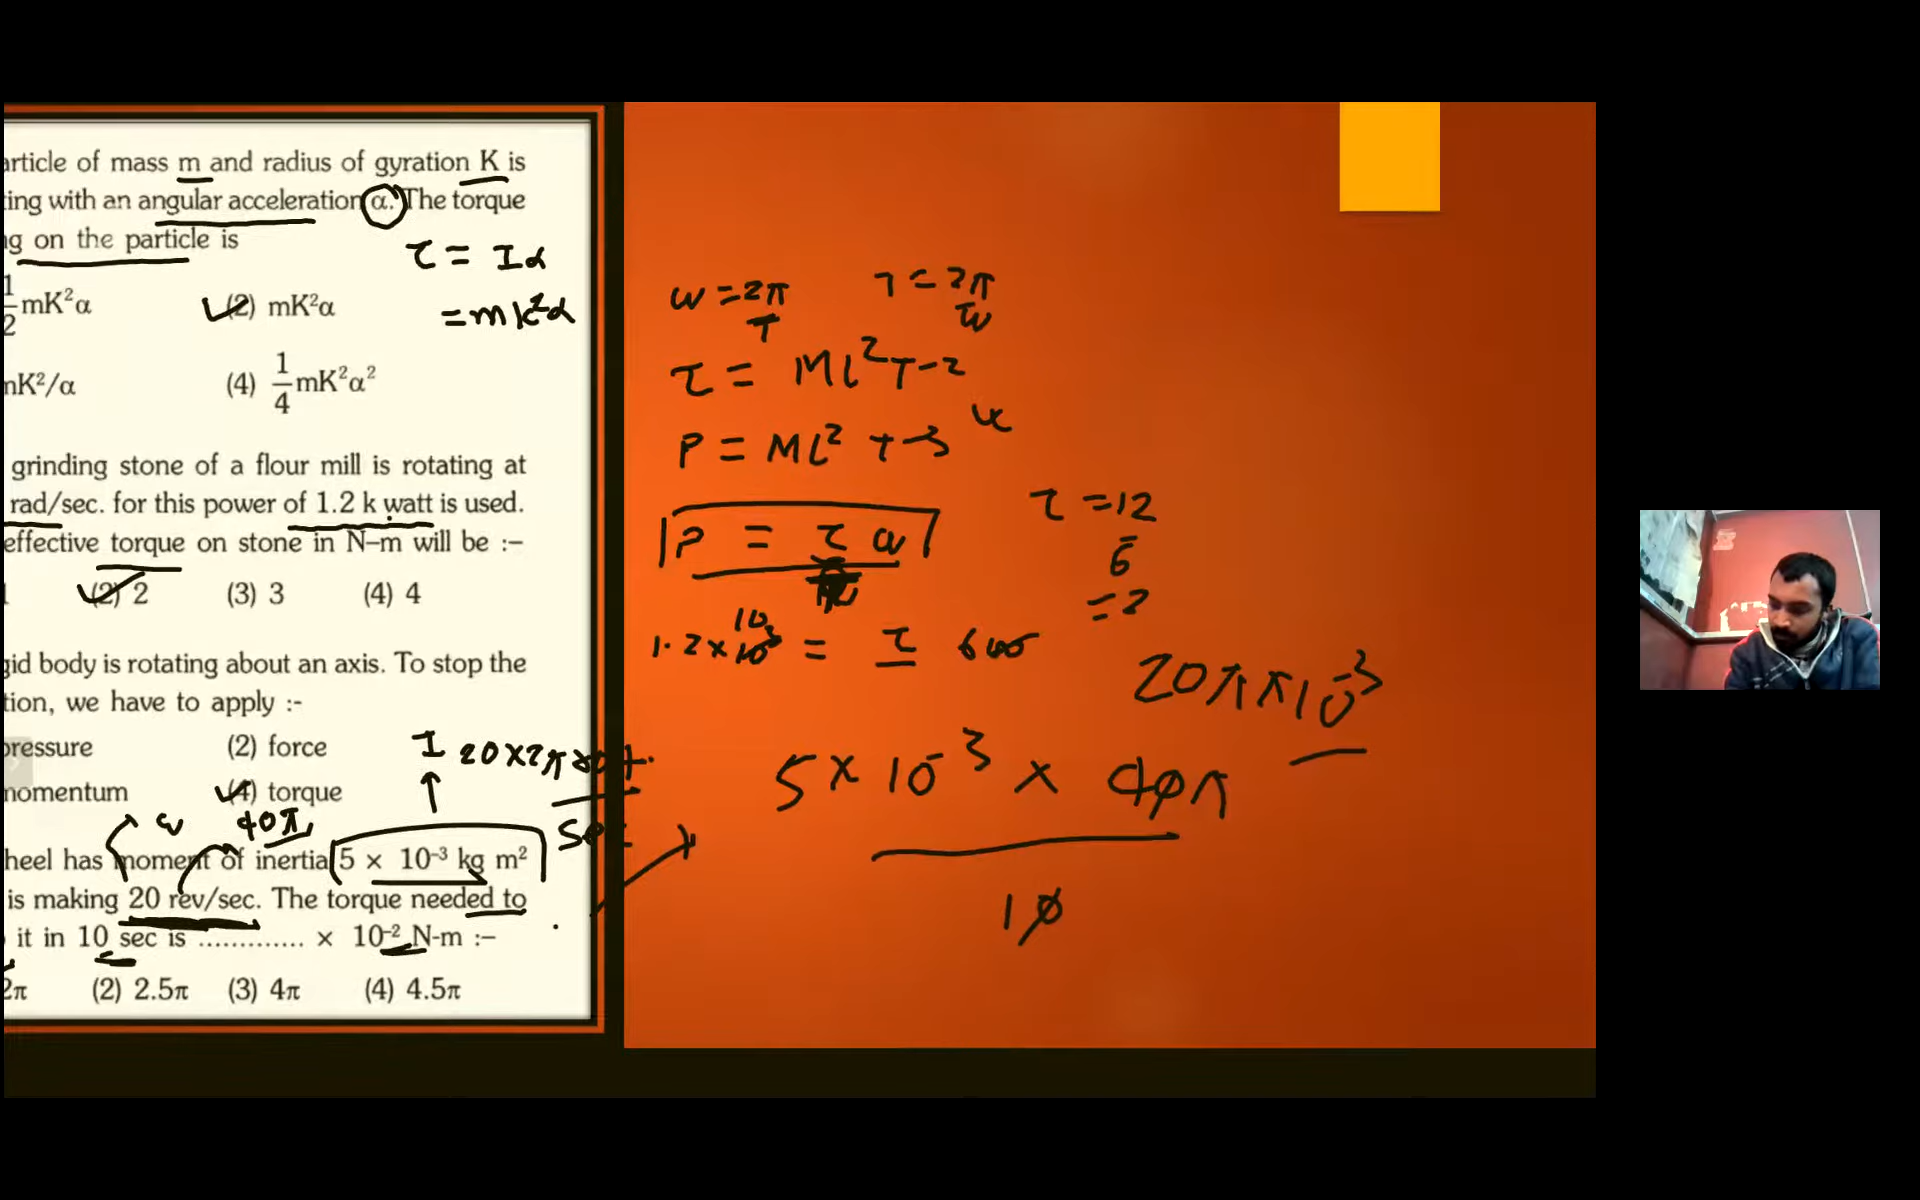 article of mass m and radius of gyration K is
ing with an angular acceleration α. The torque
ng on the particle is
τ = Iα
1/2 mK²α (2) mK²α
= mk²α
mK²/α (4) 1/4 mK²α²
grinding stone of a flour mill is rotating at
rad/sec. for this power of 1.2 k watt is used.
effective torque on stone in N–m will be :–
(2) 2 (3) 3 (4) 4
gid body is rotating about an axis. To stop the
tion, we have to apply :-
pressure (2) force
I 20×2π
momentum (4) torque
ω 40π
heel has moment of inertia 5 × 10⁻³ kg m²
is making 20 rev/sec. The torque needed to
it in 10 sec is ............. × 10⁻² N-m :–
2π (2) 2.5π (3) 4π (4) 4.5π
w = 2π/T T = 2π/w
τ = ML²T-2
P = ML² T-3
P = τ ω
τ = 12/6
= 2
1.2 × 10³ = τ 600
20π × 10⁻³
5 × 10⁻³ × 40π
10